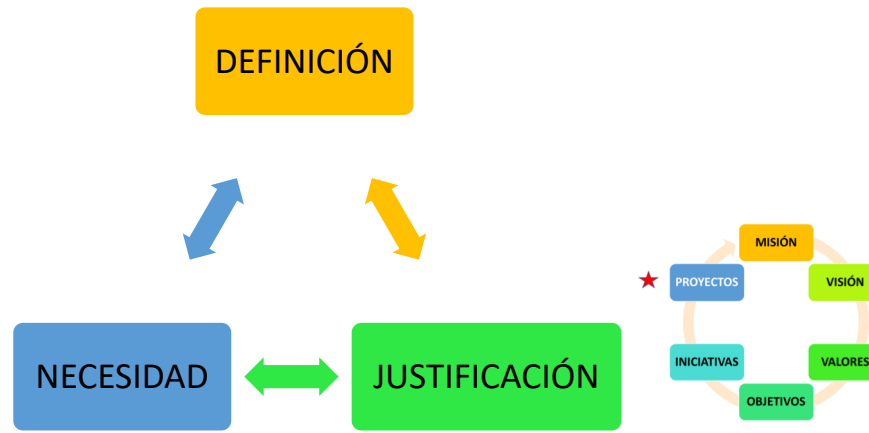 DEFINICIÓN
NECESIDAD
JUSTIFICACIÓN
MISIÓN
PROYECTOS
VISIÓN
INICIATIVAS
VALORES
OBJETIVOS